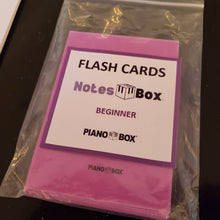 FLASH CARDS
Notes Box
BEGINNER
PIANO BOX
PIANO BOX